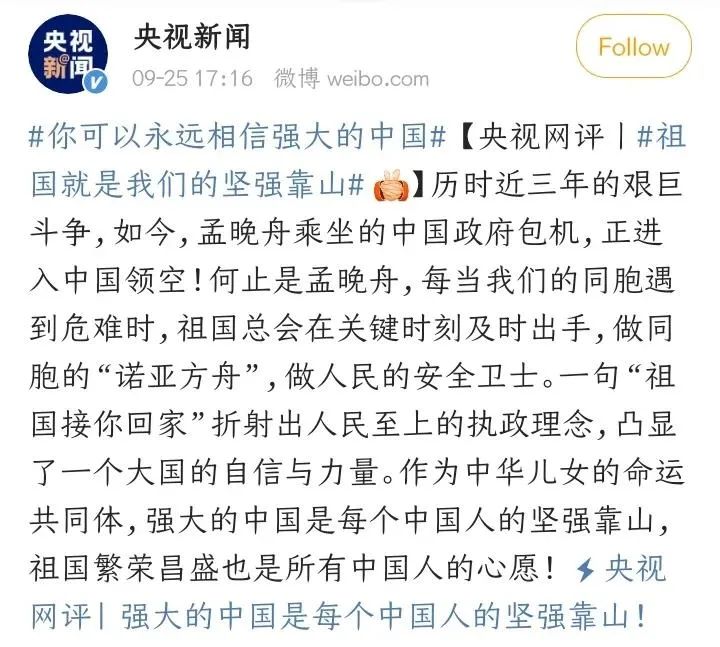 央视新闻
央视新闻
Follow
09-25 17:16 微博 weibo.com
#你可以永远相信强大的中国#【央视网评丨#祖
国就是我们的坚强靠山#】历时近三年的艰巨
斗争,如今,孟晚舟乘坐的中国政府包机,正进
入中国领空!何止是孟晚舟,每当我们的同胞遇
到危难时,祖国总会在关键时刻及时出手,做同
胞的“诺亚方舟”,做人民的安全卫士。一句“祖
国接你回家”折射出人民至上的执政理念,凸显
了一个大国的自信与力量。作为中华儿女的命运
共同体,强大的中国是每个中国人的坚强靠山,
祖国繁荣昌盛也是所有中国人的心愿!央视
网评丨强大的中国是每个中国人的坚强靠山!